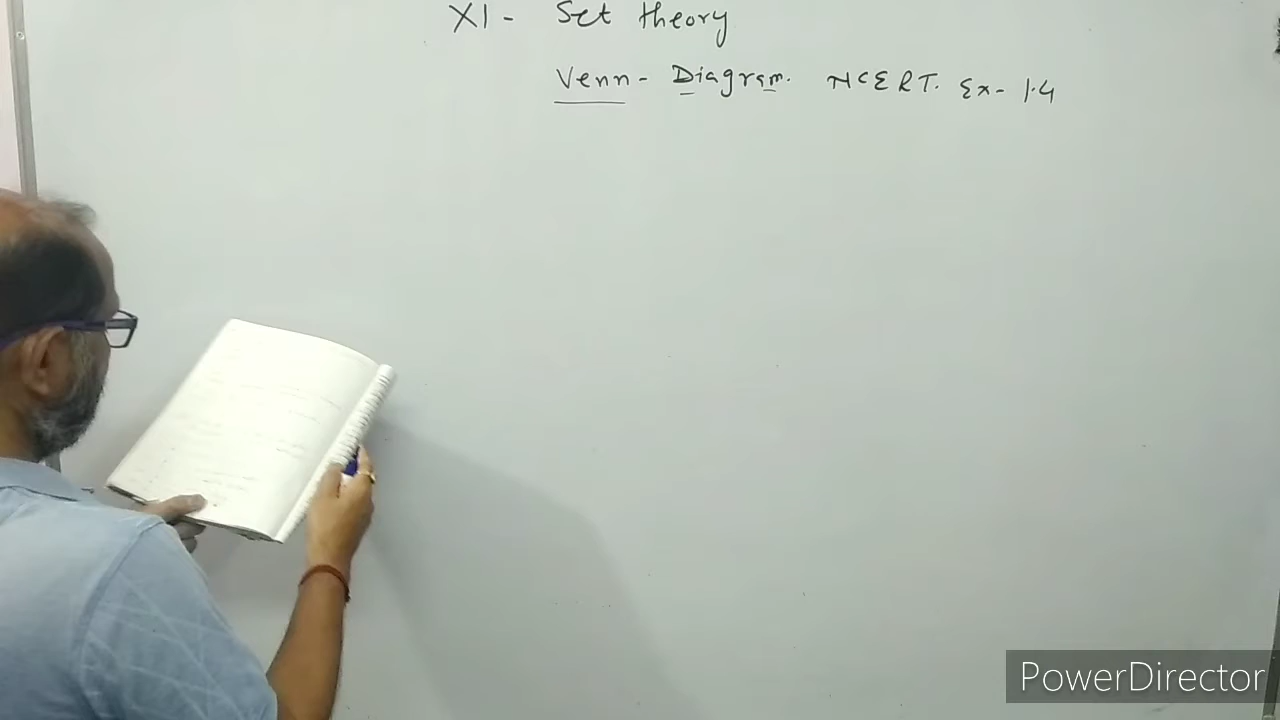 XI - Set theory
Venn - Diagram. NCERT. Ex - 1.4
PowerDirector